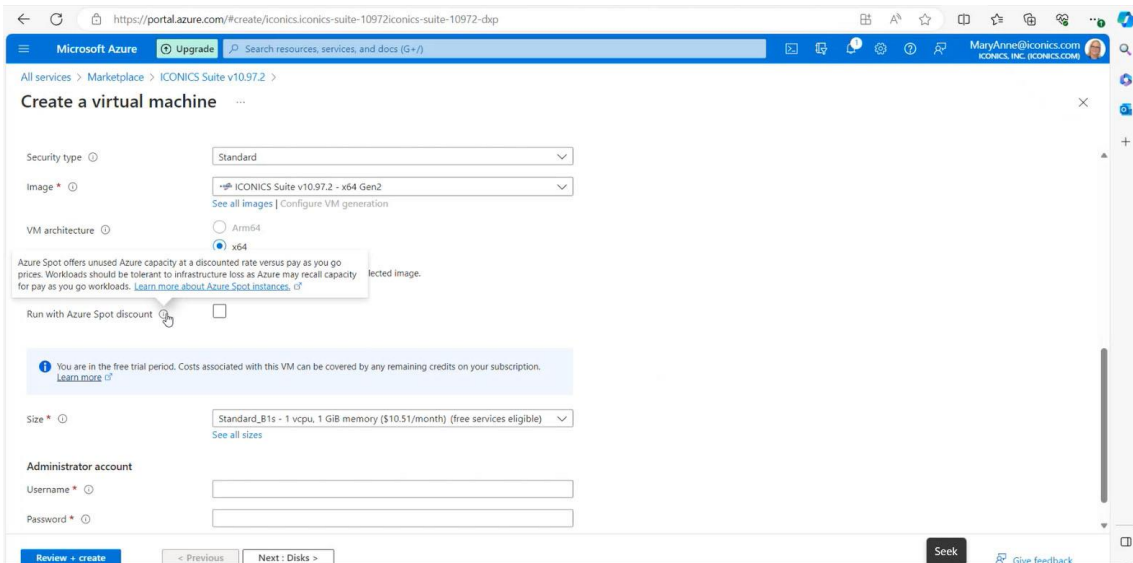 https://portal.azure.com/#create/iconics.iconics-suite-10972iconics-suite-10972-dxp
Microsoft Azure Upgrade Search resources, services, and docs (G+/) 1 MaryAnne@iconics.com
ICONICS, INC. (ICONICS.COM)
All services > Marketplace > ICONICS Suite v10.97.2 >
Create a virtual machine ...
Security type Standard
Image * ICONICS Suite v10.97.2 - x64 Gen2
See all images | Configure VM generation
VM architecture Arm64
x64
Azure Spot offers unused Azure capacity at a discounted rate versus pay as you go
prices. Workloads should be tolerant to infrastructure loss as Azure may recall capacity lected image.
for pay as you go workloads. Learn more about Azure Spot instances.
Run with Azure Spot discount
You are in the free trial period. Costs associated with this VM can be covered by any remaining credits on your subscription.
Learn more
Size * Standard_B1s - 1 vcpu, 1 GiB memory ($10.51/month) (free services eligible)
See all sizes
Administrator account
Username *
Password *
Review + create < Previous Next : Disks > Seek Give feedback